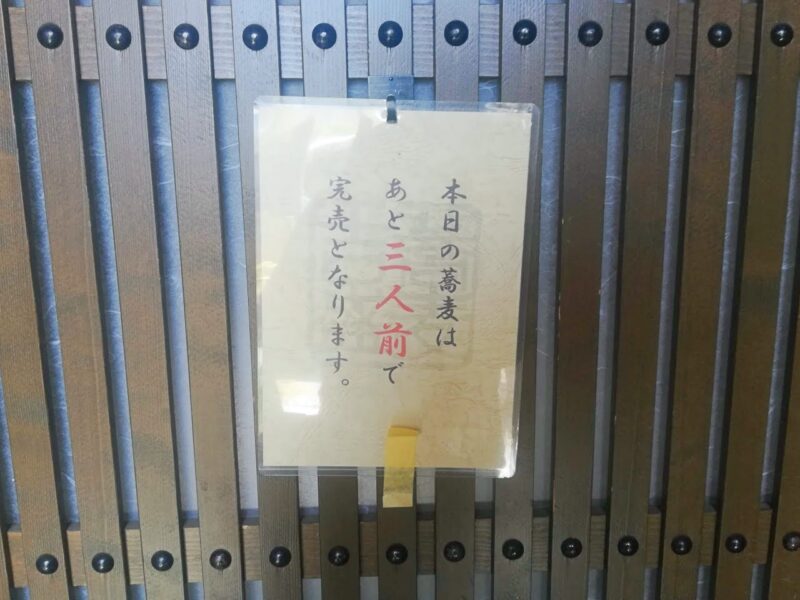 本日の蕎麦は
あと三人前で
完売となります。